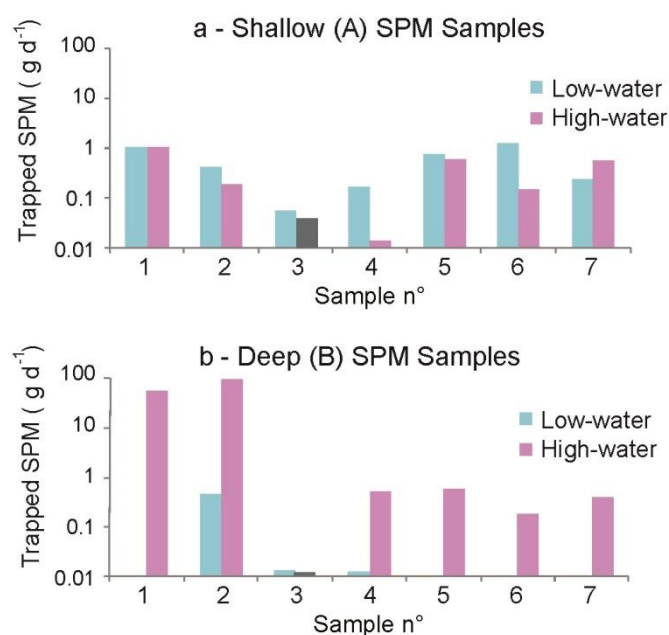 a - Shallow (A) SPM Samples
Trapped SPM ( g d⁻¹)
100
10
1
0.1
0.01
Low-water
High-water
1 2 3 4 5 6 7
Sample n°
b - Deep (B) SPM Samples
Trapped SPM ( g d⁻¹)
100
10
1
0.1
0.01
Low-water
High-water
1 2 3 4 5 6 7
Sample n°